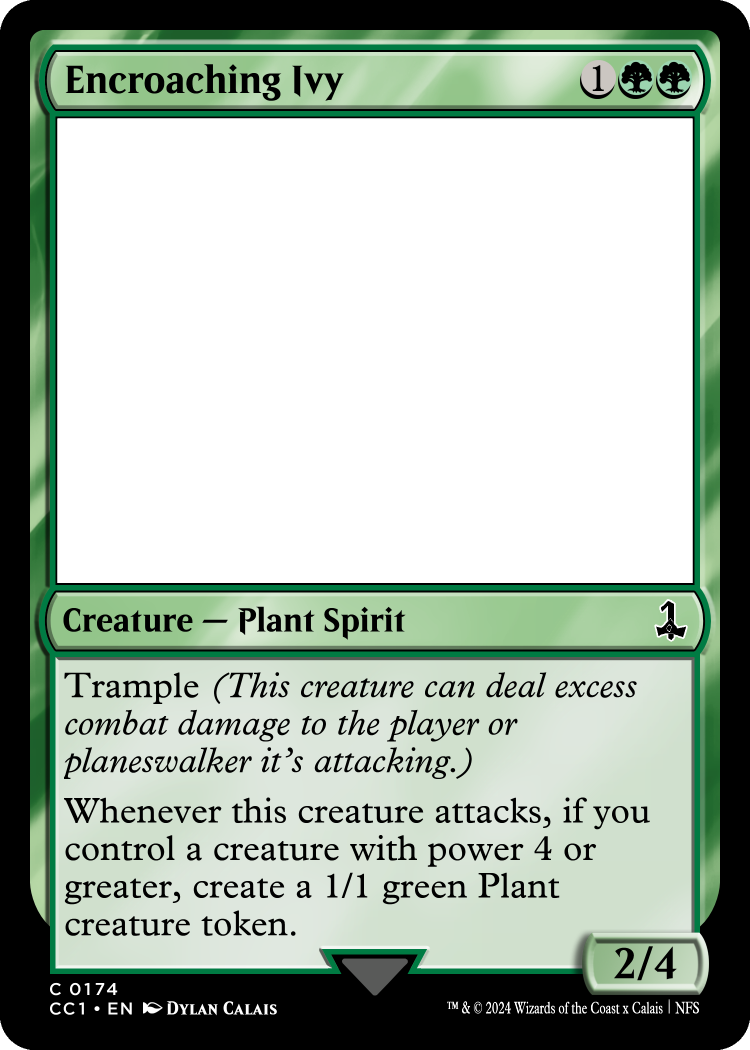 Encroaching Ivy 1
Creature — Plant Spirit
Trample (This creature can deal excess
combat damage to the player or
planeswalker it's attacking.)
Whenever this creature attacks, if you
control a creature with power 4 or
greater, create a 1/1 green Plant
creature token.
2/4
C 0174
CC1 • EN DYLAN CALAIS
™ & © 2024 Wizards of the Coast x Calais | NFS